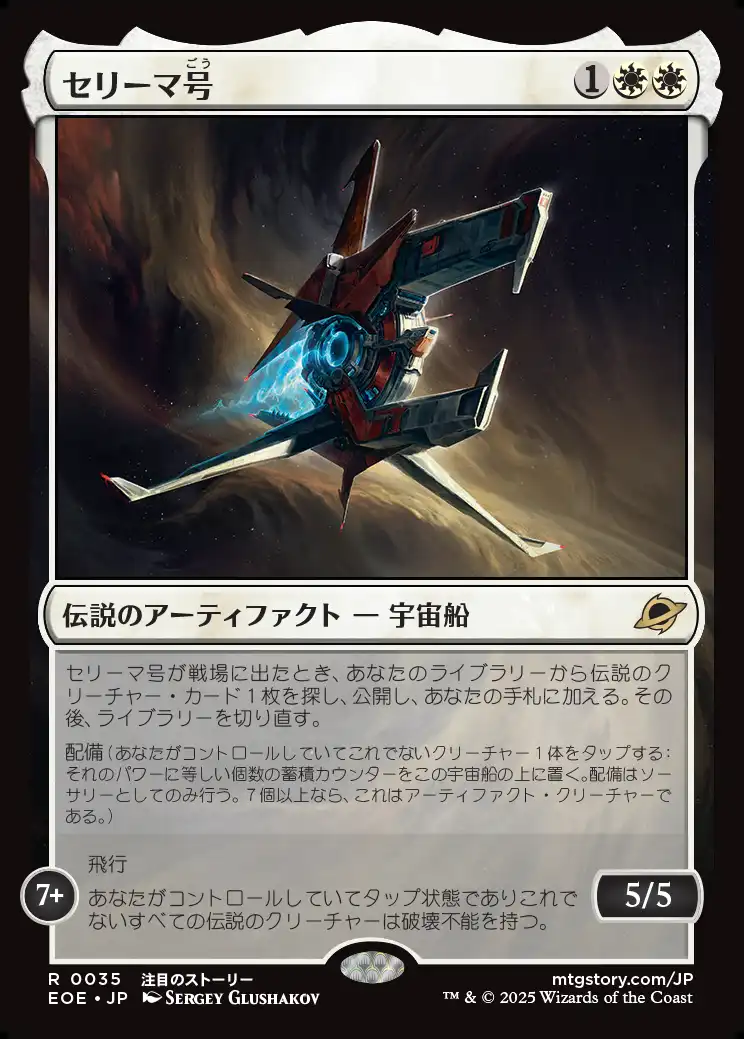 セリーマ号
ごう
1
伝説のアーティファクト — 宇宙船
セリーマ号が戦場に出たとき、あなたのライブラリーから伝説のク
リーチャー・カード1枚を探し、公開し、あなたの手札に加える。その
後、ライブラリーを切り直す。
配備(あなたがコントロールしていてこれでないクリーチャー1体をタップする:
それのパワーに等しい個数の蓄積カウンターをこの宇宙船の上に置く。配備はソー
サリーとしてのみ行う。7個以上なら、これはアーティファクト・クリーチャーで
ある。)
飛行
7+
あなたがコントロールしていてタップ状態でありこれで
ないすべての伝説のクリーチャーは破壊不能を持つ。
5/5
R 0035 注目のストーリー
EOE • JP SERGEY GLUSHAKOV
mtgstory.com/JP
™ & © 2025 Wizards of the Coast